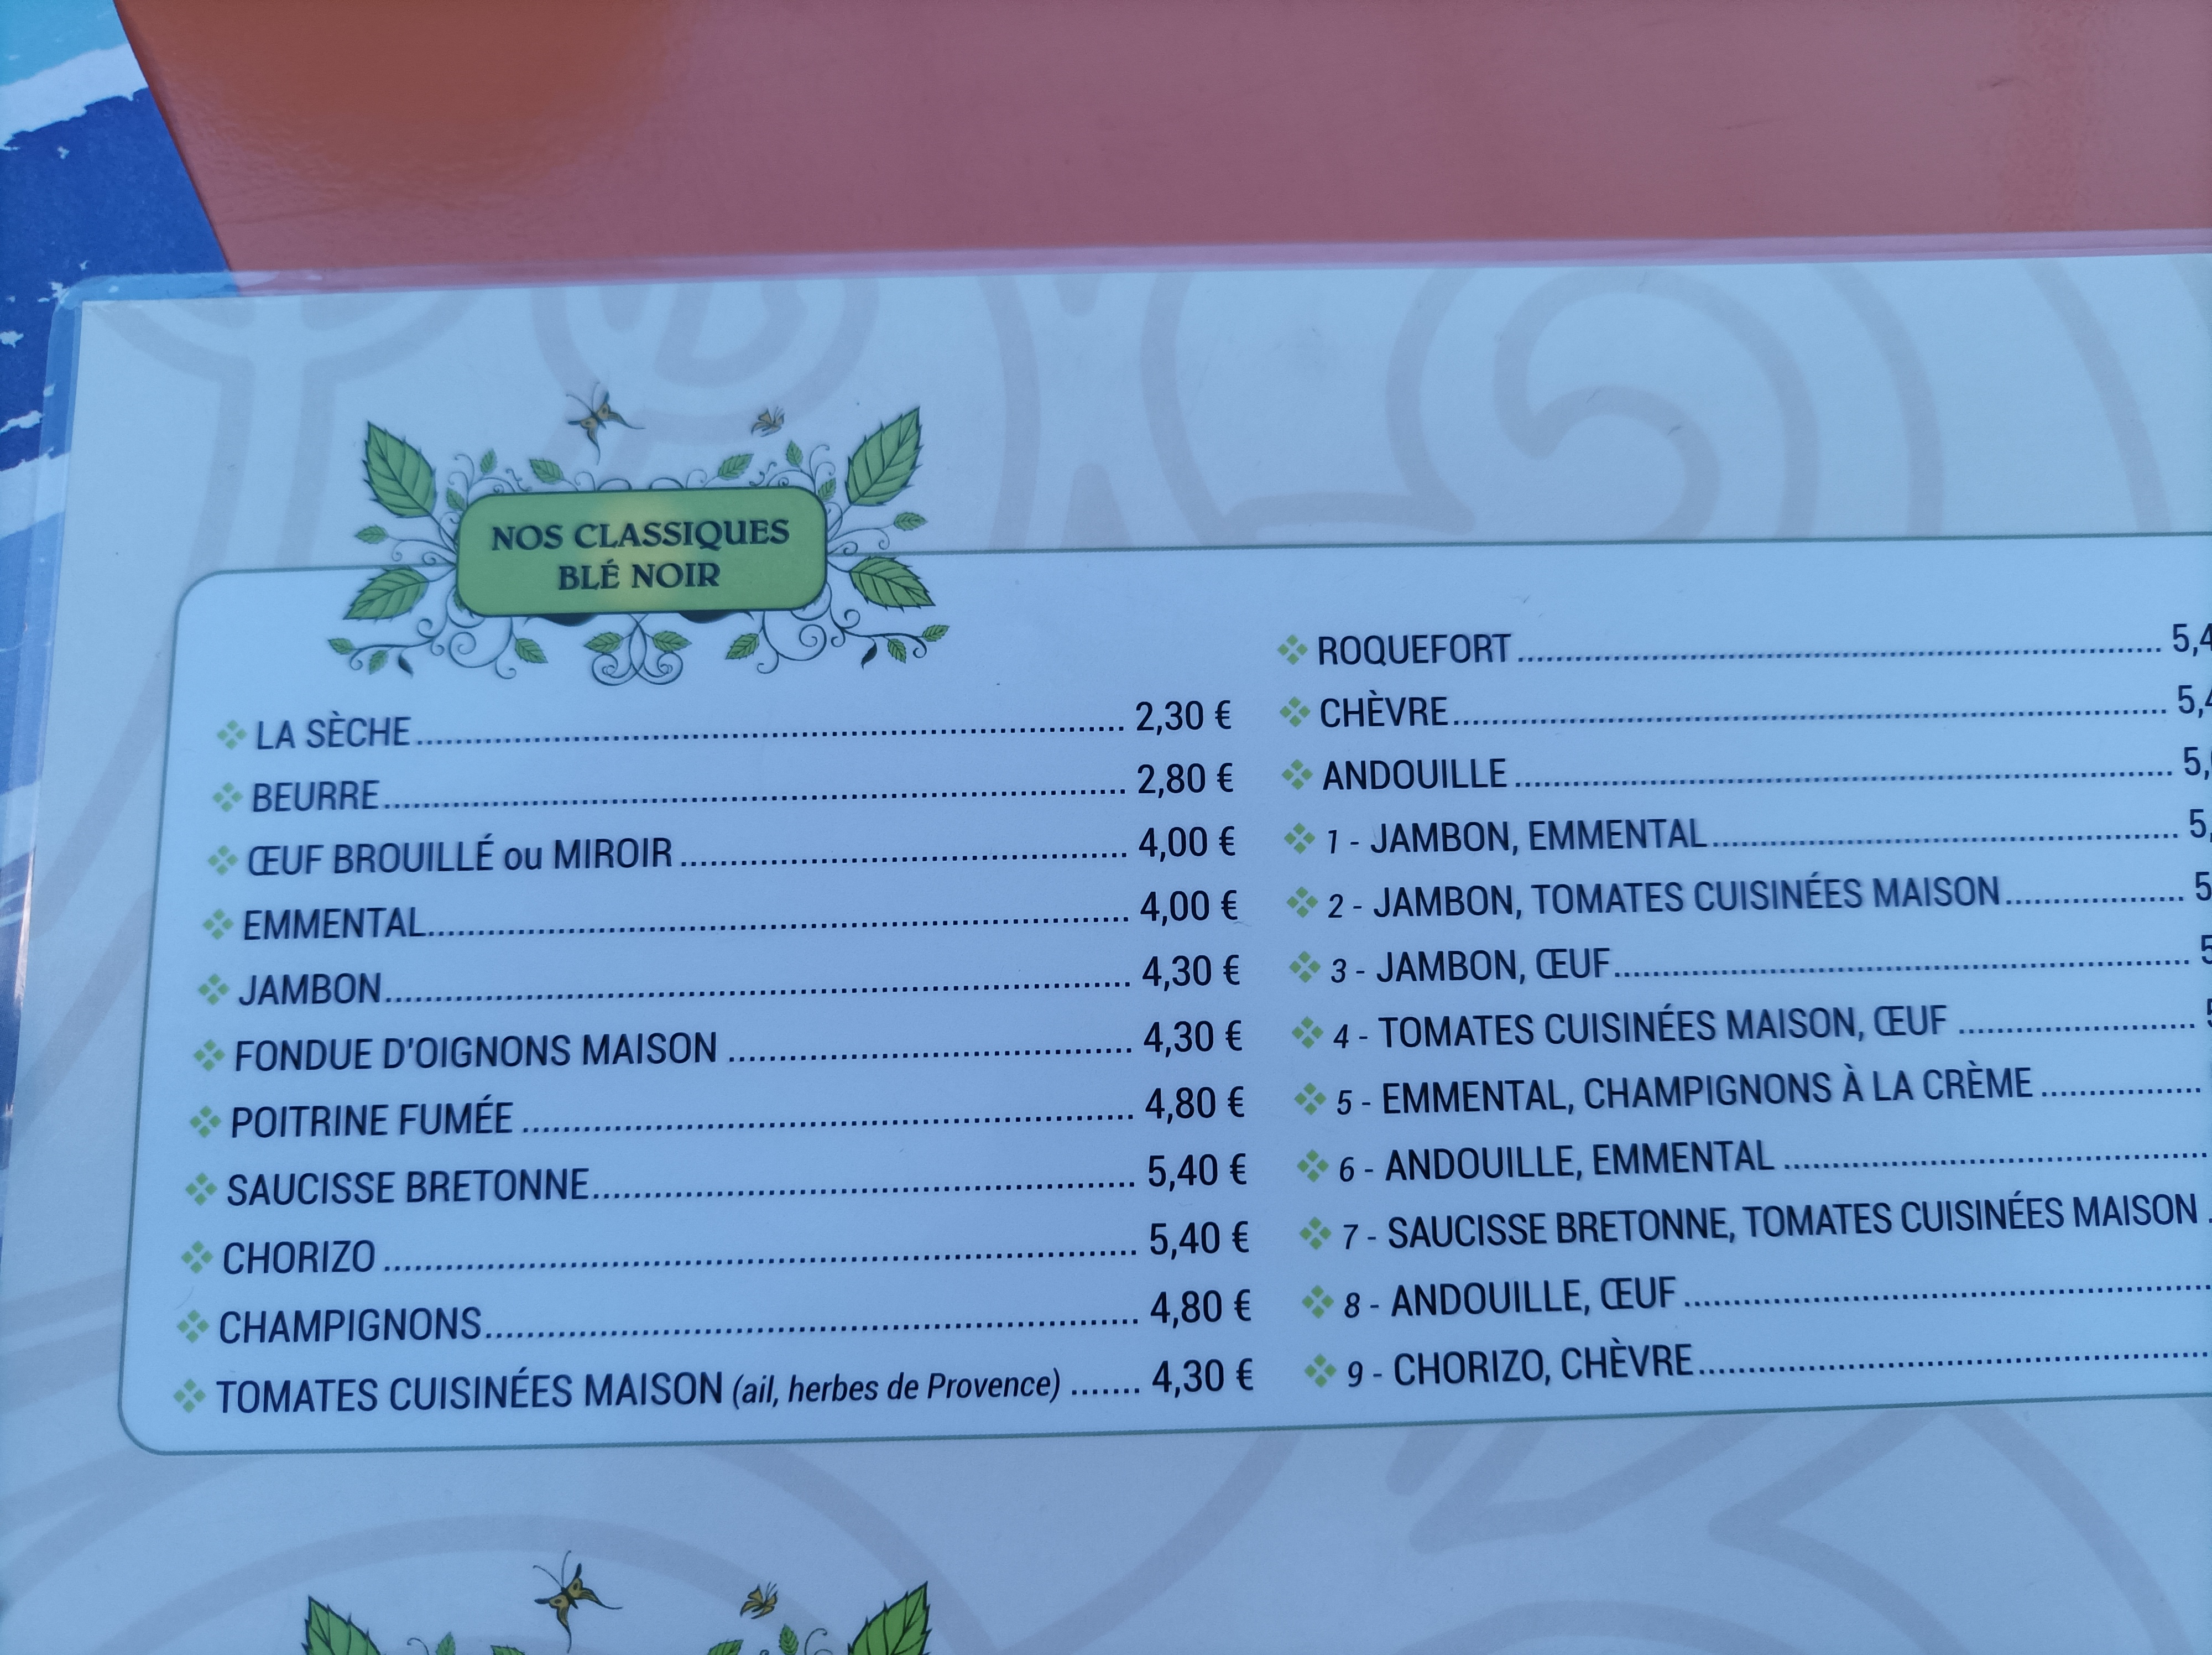 NOS CLASSIQUES
BLÉ NOIR
LA SÈCHE 2,30 €
BEURRE 2,80 €
ŒUF BROUILLÉ ou MIROIR 4,00 €
EMMENTAL 4,00 €
JAMBON 4,30 €
FONDUE D'OIGNONS MAISON 4,30 €
POITRINE FUMÉE 4,80 €
SAUCISSE BRETONNE 5,40 €
CHORIZO 5,40 €
CHAMPIGNONS 4,80 €
TOMATES CUISINÉES MAISON (ail, herbes de Provence) 4,30 €
ROQUEFORT
CHÈVRE
ANDOUILLE
1 - JAMBON, EMMENTAL
2 - JAMBON, TOMATES CUISINÉES MAISON
3 - JAMBON, ŒUF
4 - TOMATES CUISINÉES MAISON, ŒUF
5 - EMMENTAL, CHAMPIGNONS À LA CRÈME
6 - ANDOUILLE, EMMENTAL
7 - SAUCISSE BRETONNE, TOMATES CUISINÉES MAISON
8 - ANDOUILLE, ŒUF
9 - CHORIZO, CHÈVRE